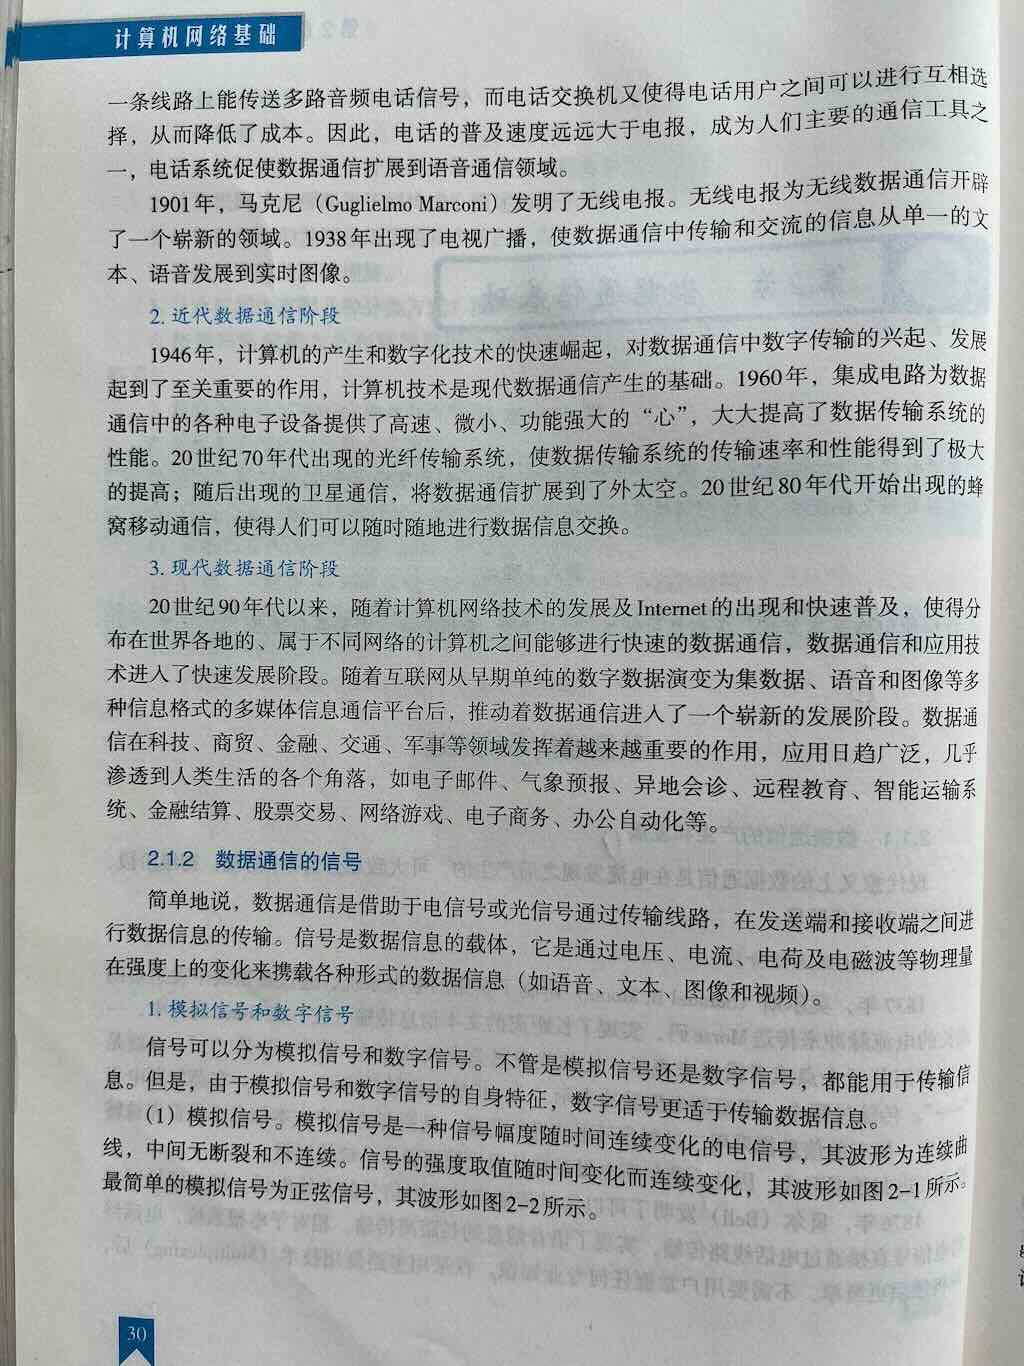 计算机网络基础
一条线路上能传送多路音频电话信号，而电话交换机又使得电话用户之间可以进行互相选
择，从而降低了成本。因此，电话的普及速度远远大于电报，成为人们主要的通信工具之
一，电话系统促使数据通信扩展到语音通信领域。
1901年，马克尼（Guglielmo Marconi）发明了无线电报。无线电报为无线数据通信开辟
了一个崭新的领域。1938年出现了电视广播，使数据通信中传输和交流的信息从单一的文
本、语音发展到实时图像。
2. 近代数据通信阶段
1946年，计算机的产生和数字化技术的快速崛起，对数据通信中数字传输的兴起、发展
起到了至关重要的作用，计算机技术是现代数据通信产生的基础。1960年，集成电路为数据
通信中的各种电子设备提供了高速、微小、功能强大的“心”，大大提高了数据传输系统的
性能。20世纪70年代出现的光纤传输系统，使数据传输系统的传输速率和性能得到了极大
的提高；随后出现的卫星通信，将数据通信扩展到了外太空。20世纪80年代开始出现的蜂
窝移动通信，使得人们可以随时随地进行数据信息交换。
3. 现代数据通信阶段
20世纪90年代以来，随着计算机网络技术的发展及Internet的出现和快速普及，使得分
布在世界各地的、属于不同网络的计算机之间能够进行快速的数据通信，数据通信和应用技
术进入了快速发展阶段。随着互联网从早期单纯的数字数据演变为集数据、语音和图像等多
种信息格式的多媒体信息通信平台后，推动着数据通信进入了一个崭新的发展阶段。数据通
信在科技、商贸、金融、交通、军事等领域发挥着越来越重要的作用，应用日趋广泛，几乎
渗透到人类生活的各个角落，如电子邮件、气象预报、异地会诊、远程教育、智能运输系
统、金融结算、股票交易、网络游戏、电子商务、办公自动化等。
2.1.2 数据通信的信号
简单地说，数据通信是借助于电信号或光信号通过传输线路，在发送端和接收端之间进
行数据信息的传输。信号是数据信息的载体，它是通过电压、电流、电荷及电磁波等物理量
在强度上的变化来携载各种形式的数据信息（如语音、文本、图像和视频）。
1. 模拟信号和数字信号
信号可以分为模拟信号和数字信号。不管是模拟信号还是数字信号，都能用于传输信
息。但是，由于模拟信号和数字信号的自身特征，数字信号更适于传输数据信息。
（1）模拟信号。模拟信号是一种信号幅度随时间连续变化的电信号，其波形为连续曲
线，中间无断裂和不连续。信号的强度取值随时间变化而连续变化，其波形如图2-1所示。
最简单的模拟信号为正弦信号，其波形如图2-2所示。
30